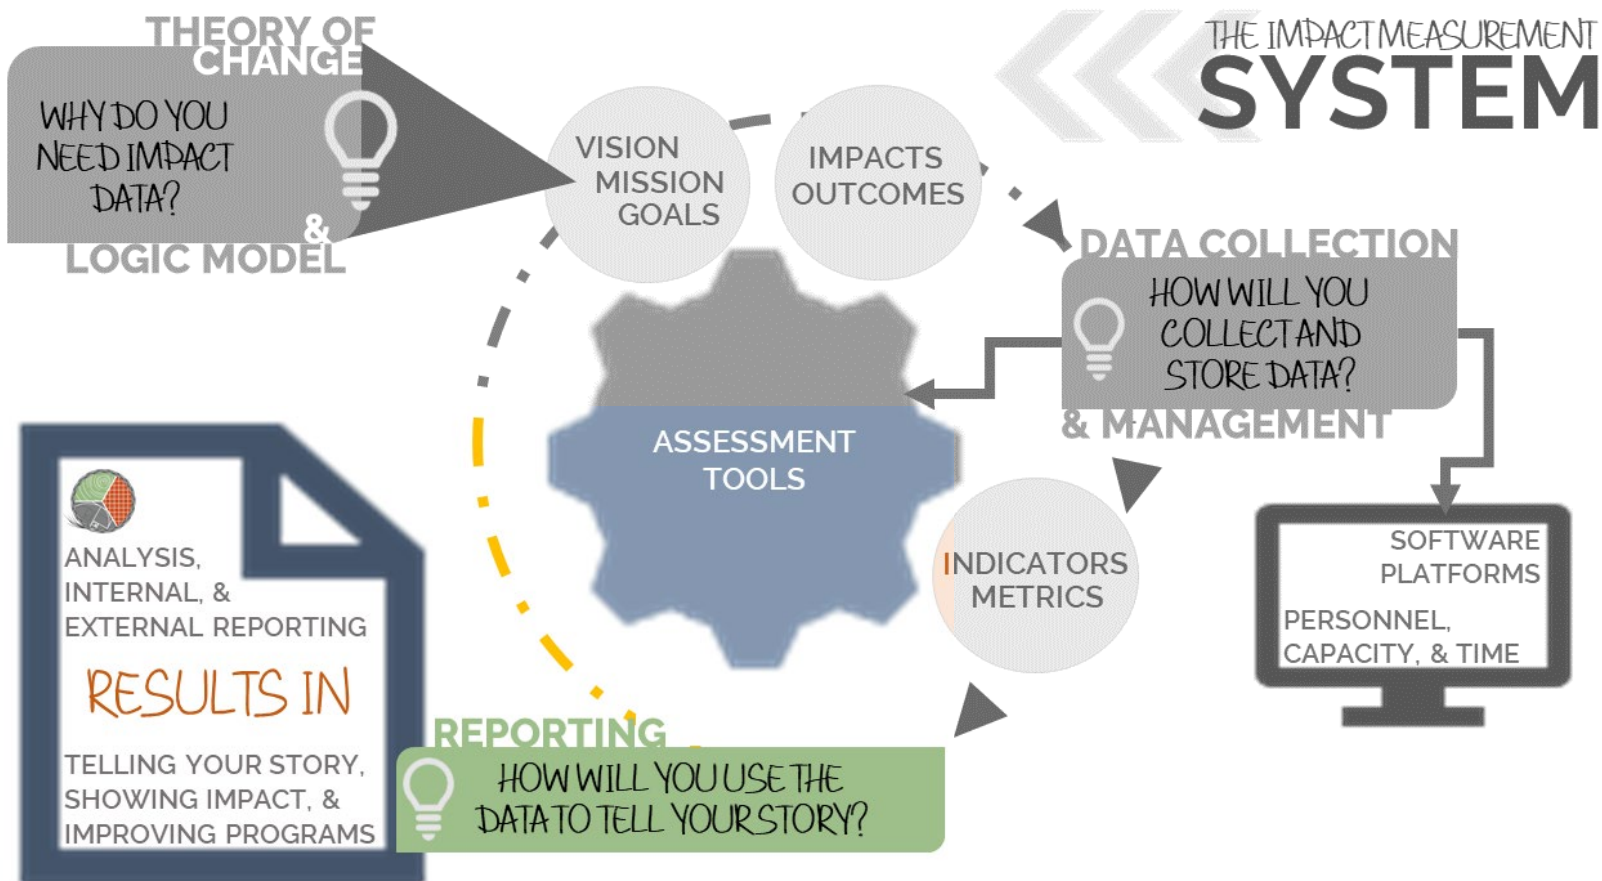 THEORY OF
CHANGE
WHY DO YOU
NEED IMPACT
DATA?
&
LOGIC MODEL
VISION
MISSION
GOALS
IMPACTS
OUTCOMES
THE IMPACT MEASUREMENT
SYSTEM
DATA COLLECTION
HOW WILL YOU
COLLECT AND
STORE DATA?
& MANAGEMENT
ASSESSMENT
TOOLS
INDICATORS
METRICS
SOFTWARE
PLATFORMS
PERSONNEL,
CAPACITY, & TIME
REPORTING
HOW WILL YOU USE THE
DATA TO TELL YOUR STORY?
ANALYSIS,
INTERNAL, &
EXTERNAL REPORTING
RESULTS IN
TELLING YOUR STORY,
SHOWING IMPACT, &
IMPROVING PROGRAMS